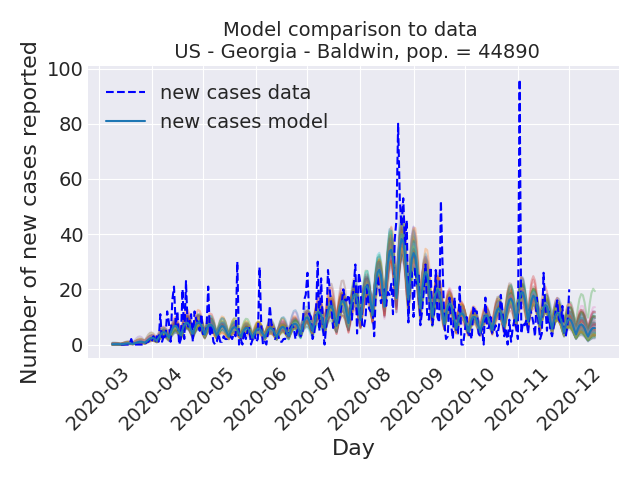 Model comparison to data
US - Georgia - Baldwin, pop. = 44890
Number of new cases reported
100
80
60
40
20
0
new cases data
new cases model
2020-03
2020-04
2020-05
2020-06
2020-07
2020-08
2020-09
2020-10
2020-11
2020-12
Day